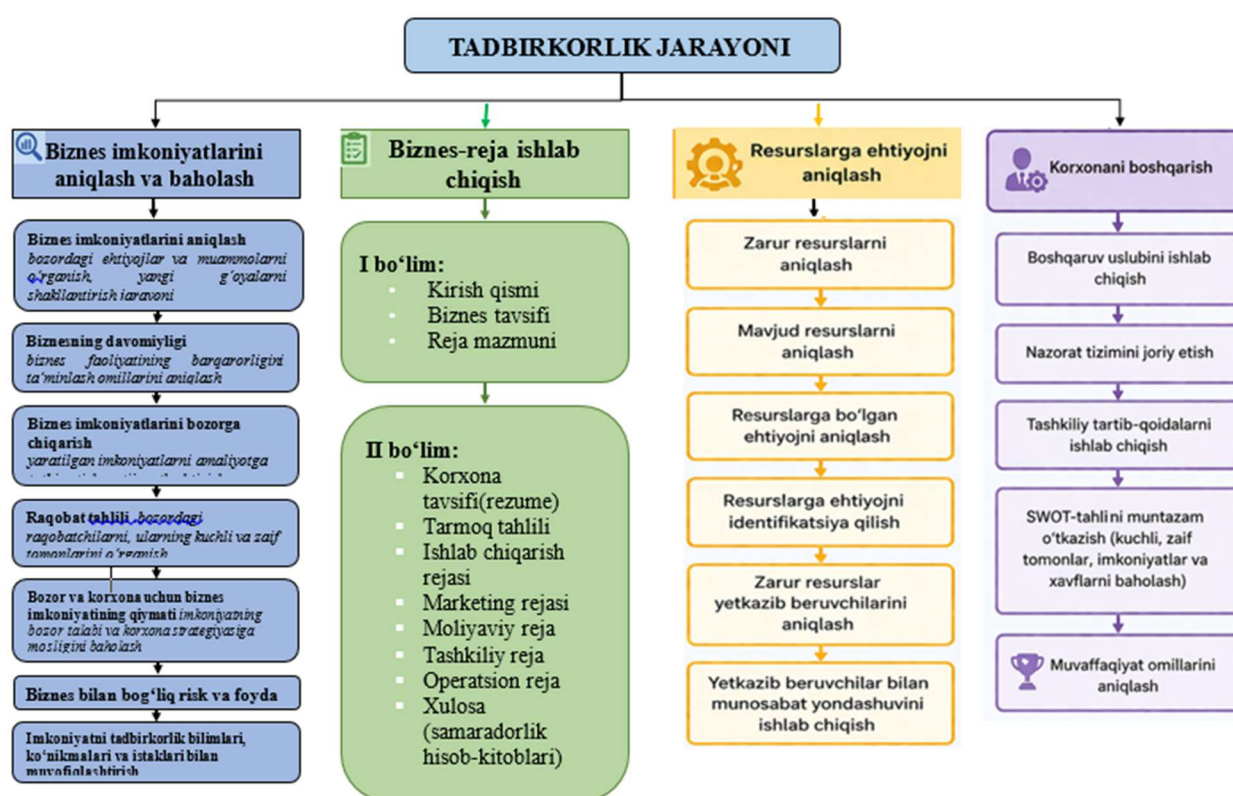 TADBIRKORLIK JARAYONI
Biznes imkoniyatlarini
aniqlash va baholash
Biznes imkoniyatlarini aniqlash
bozordagi ehtiyojlar va muammolarni
o‘rganish, yangi g‘oyalarni
shakllantirish jarayoni
Biznesning davomiyligi
biznes faoliyatining barqarorligini
ta’minlash omillarini aniqlash
Biznes imkoniyatlarini bozorga
chiqarish
yaratilgan imkoniyatlarni amaliyotga
Raqobat tahlili bozordagi
raqobatchilarni, ularning kuchli va zaif
tomonlarini o‘rganish
Bozor va korxona uchun biznes
imkoniyatining qiymati imkoniyatning
bozor talabi va korxona strategiyasiga
mosligini baholash
Biznes bilan bog‘liq risk va foyda
Imkoniyatni tadbirkorlik bilimlari,
ko‘nikmalari va istaklari bilan
muvofiqlashtirish
Biznes-reja ishlab
chiqish
I bo‘lim:
Kirish qismi
Biznes tavsifi
Reja mazmuni
II bo‘lim:
Korxona
tavsifi(rezume)
Tarmoq tahlili
Ishlab chiqarish
rejasi
Marketing rejasi
Moliyaviy reja
Tashkiliy reja
Operatsion reja
Xulosa
(samaradorlik
hisob-kitoblari)
Resurslarga ehtiyojni
aniqlash
Zarur resurslarni
aniqlash
Mavjud resurslarni
aniqlash
Resurslarga bo‘lgan
ehtiyojni aniqlash
Resurslarga ehtiyojni
identifikatsiya qilish
Zarur resurslar
yetkazib beruvchilarini
aniqlash
Yetkazib beruvchilar bilan
munosabat yondashuvini
ishlab chiqish
Korxonani boshqarish
Boshqaruv uslubini ishlab
chiqish
Nazorat tizimini joriy etish
Tashkiliy tartib-qoidalarni
ishlab chiqish
SWOT-tahlini muntazam
o‘tkazish (kuchli, zaif
tomonlar, imkoniyatlar va
xavflarni baholash)
Muvaffaqiyat omillarini
aniqlash